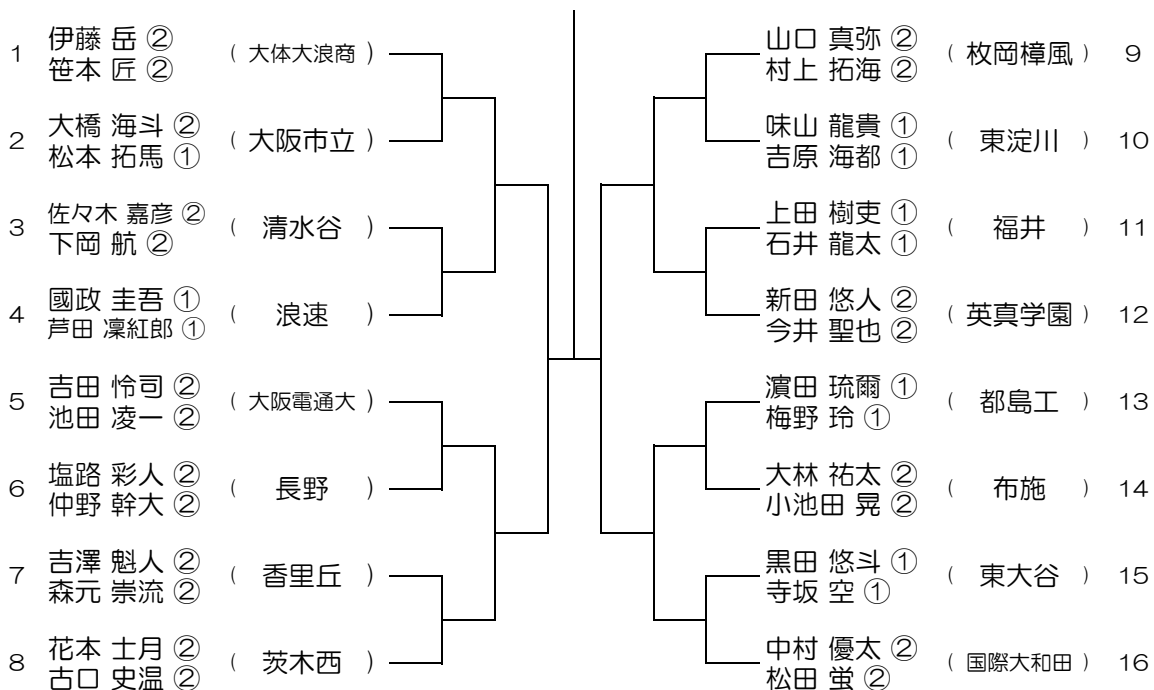 伊藤 岳 ②
1 ( 大体大浪商 )
笹本 匠 ②
大橋 海斗 ②
2 ( 大阪市立 )
松本 拓馬 ①
佐々木 嘉彦 ②
3 ( 清水谷 )
下岡 航 ②
國政 圭吾 ①
4 ( 浪速 )
芦田 凜紅郎 ①
吉田 怜司 ②
5 ( 大阪電通大 )
池田 凌一 ②
塩路 彩人 ②
6 ( 長野 )
仲野 幹大 ②
吉澤 魁人 ②
7 ( 香里丘 )
森元 崇流 ②
花本 士月 ②
8 ( 茨木西 )
古口 史温 ②
山口 真弥 ②
( 枚岡樟風 ) 9
村上 拓海 ②
味山 龍貴 ①
( 東淀川 ) 10
吉原 海都 ①
上田 樹吏 ①
( 福井 ) 11
石井 龍太 ①
新田 悠人 ②
( 英真学園 ) 12
今井 聖也 ②
濵田 琉爾 ①
( 都島工 ) 13
梅野 玲 ①
大林 祐太 ②
( 布施 ) 14
小池田 晃 ②
黒田 悠斗 ①
( 東大谷 ) 15
寺坂 空 ①
中村 優太 ②
( 国際大和田 ) 16
松田 蛍 ②